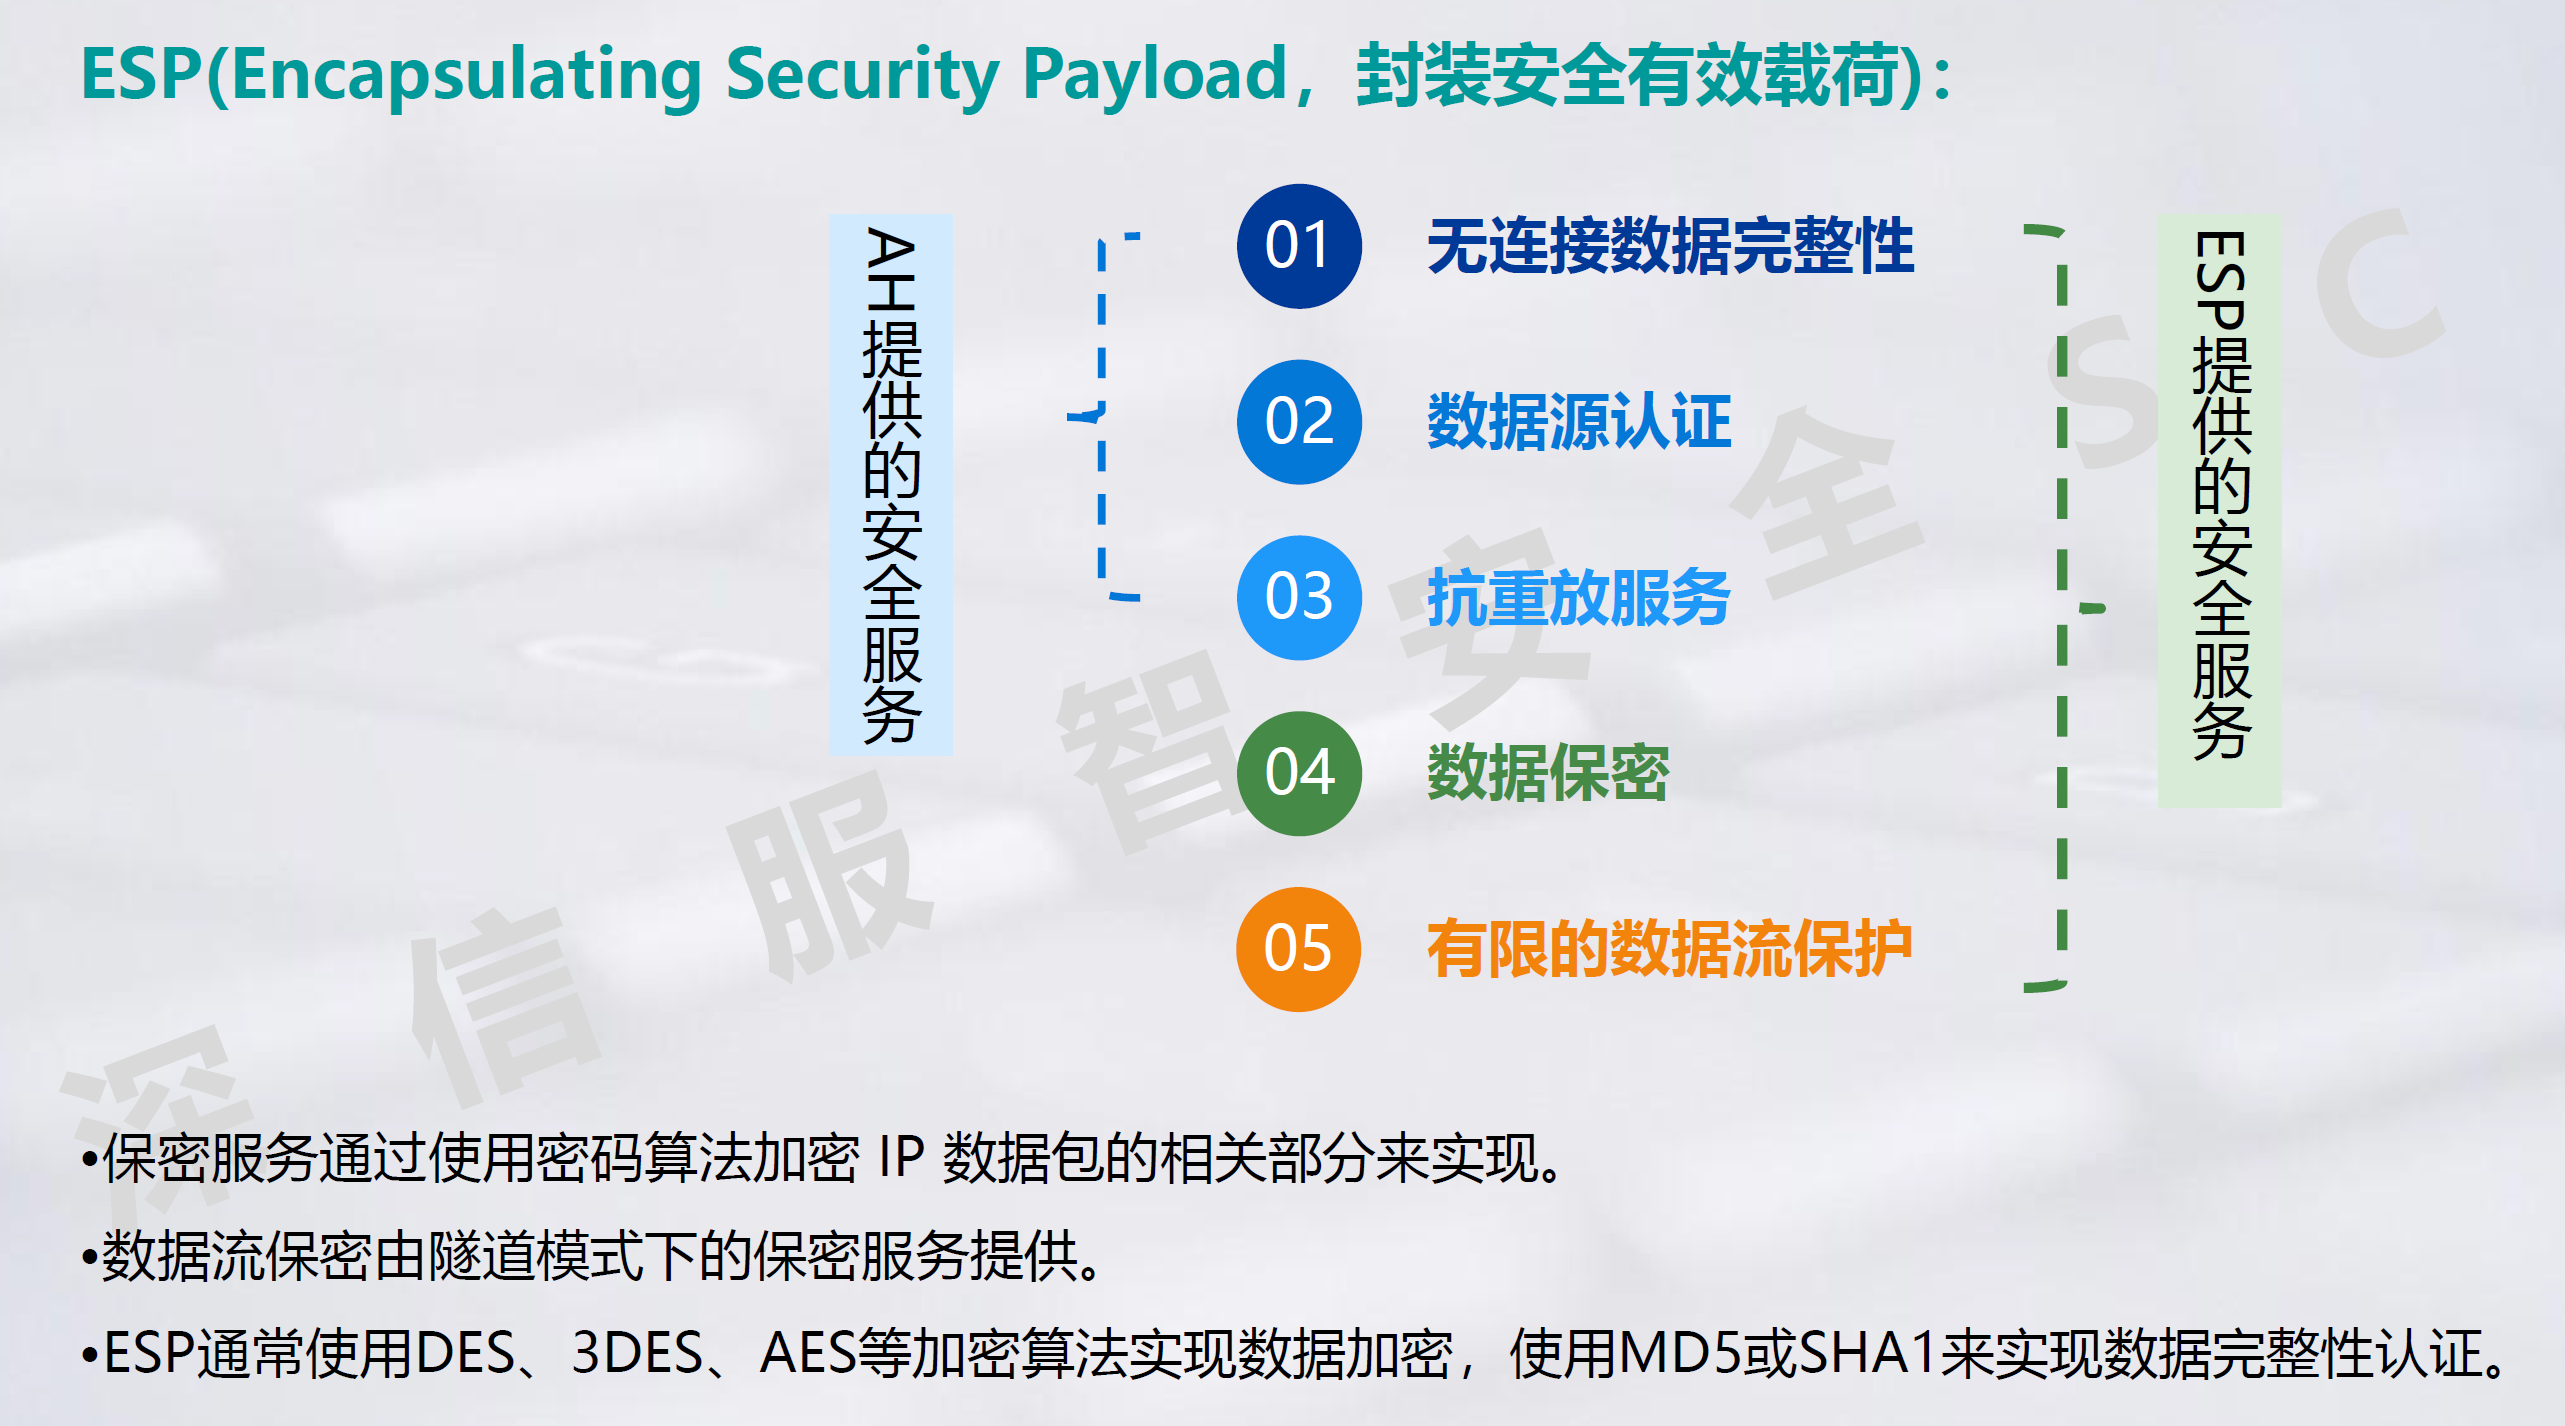 ESP(Encapsulating Security Payload，封装安全有效载荷)：
AH提供的安全服务
01 无连接数据完整性
02 数据源认证
03 抗重放服务
04 数据保密
05 有限的数据流保护
ESP提供的安全服务
深信服智安全 SC
•保密服务通过使用密码算法加密 IP 数据包的相关部分来实现。
•数据流保密由隧道模式下的保密服务提供。
•ESP通常使用DES、3DES、AES等加密算法实现数据加密，使用MD5或SHA1来实现数据完整性认证。